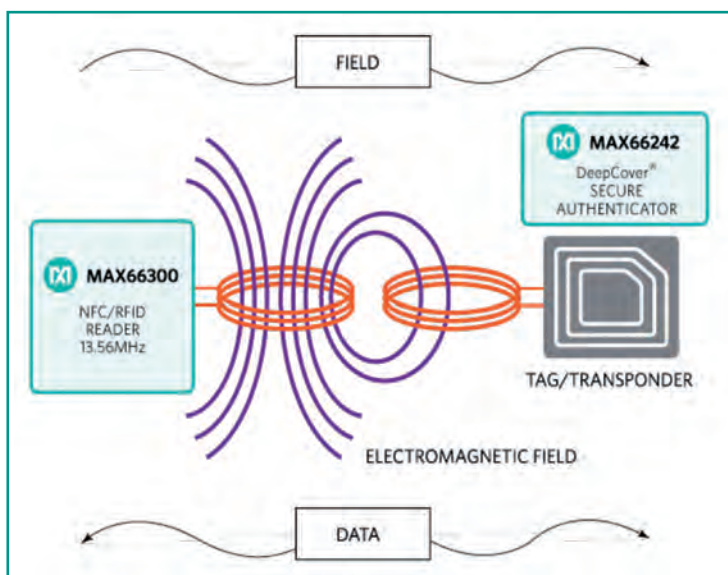 FIELD
MAX66242
DeepCover®
SECURE
AUTHENTICATOR
MAX66300
NFC/RFID
READER
13.56MHz
TAG/TRANSPONDER
ELECTROMAGNETIC FIELD
DATA